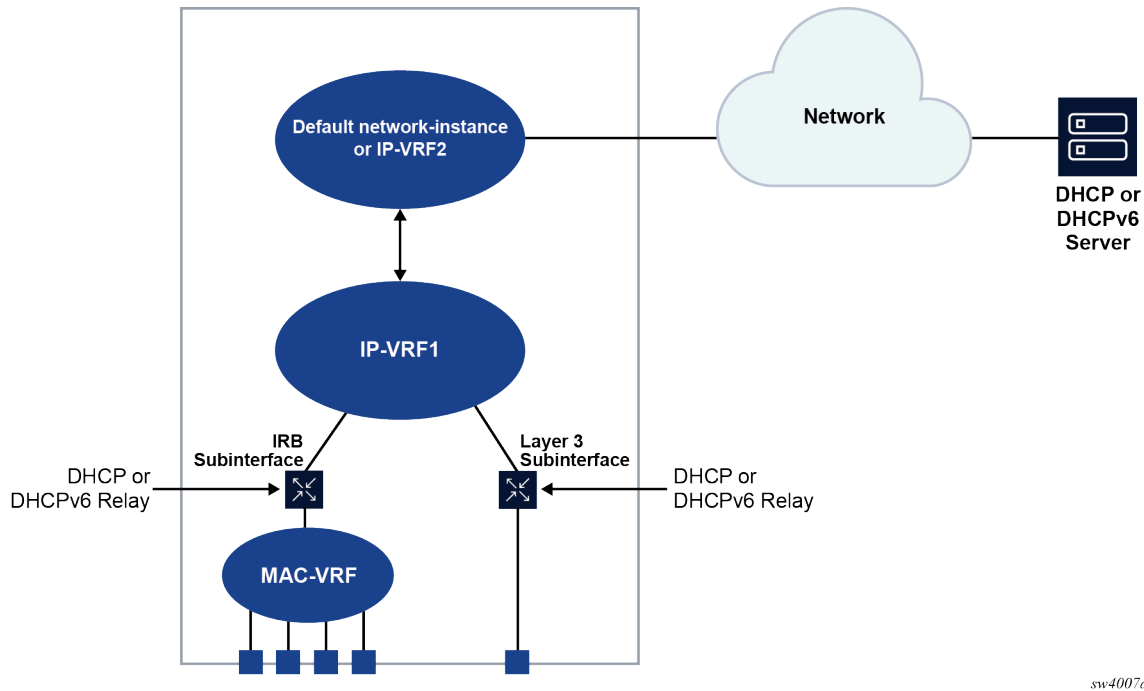 Default network-instance
or IP-VRF2
Network
DHCP or
DHCPv6
Server
IP-VRF1
IRB
Subinterface
Layer 3
Subinterface
DHCP or
DHCPv6 Relay
DHCP or
DHCPv6 Relay
MAC-VRF